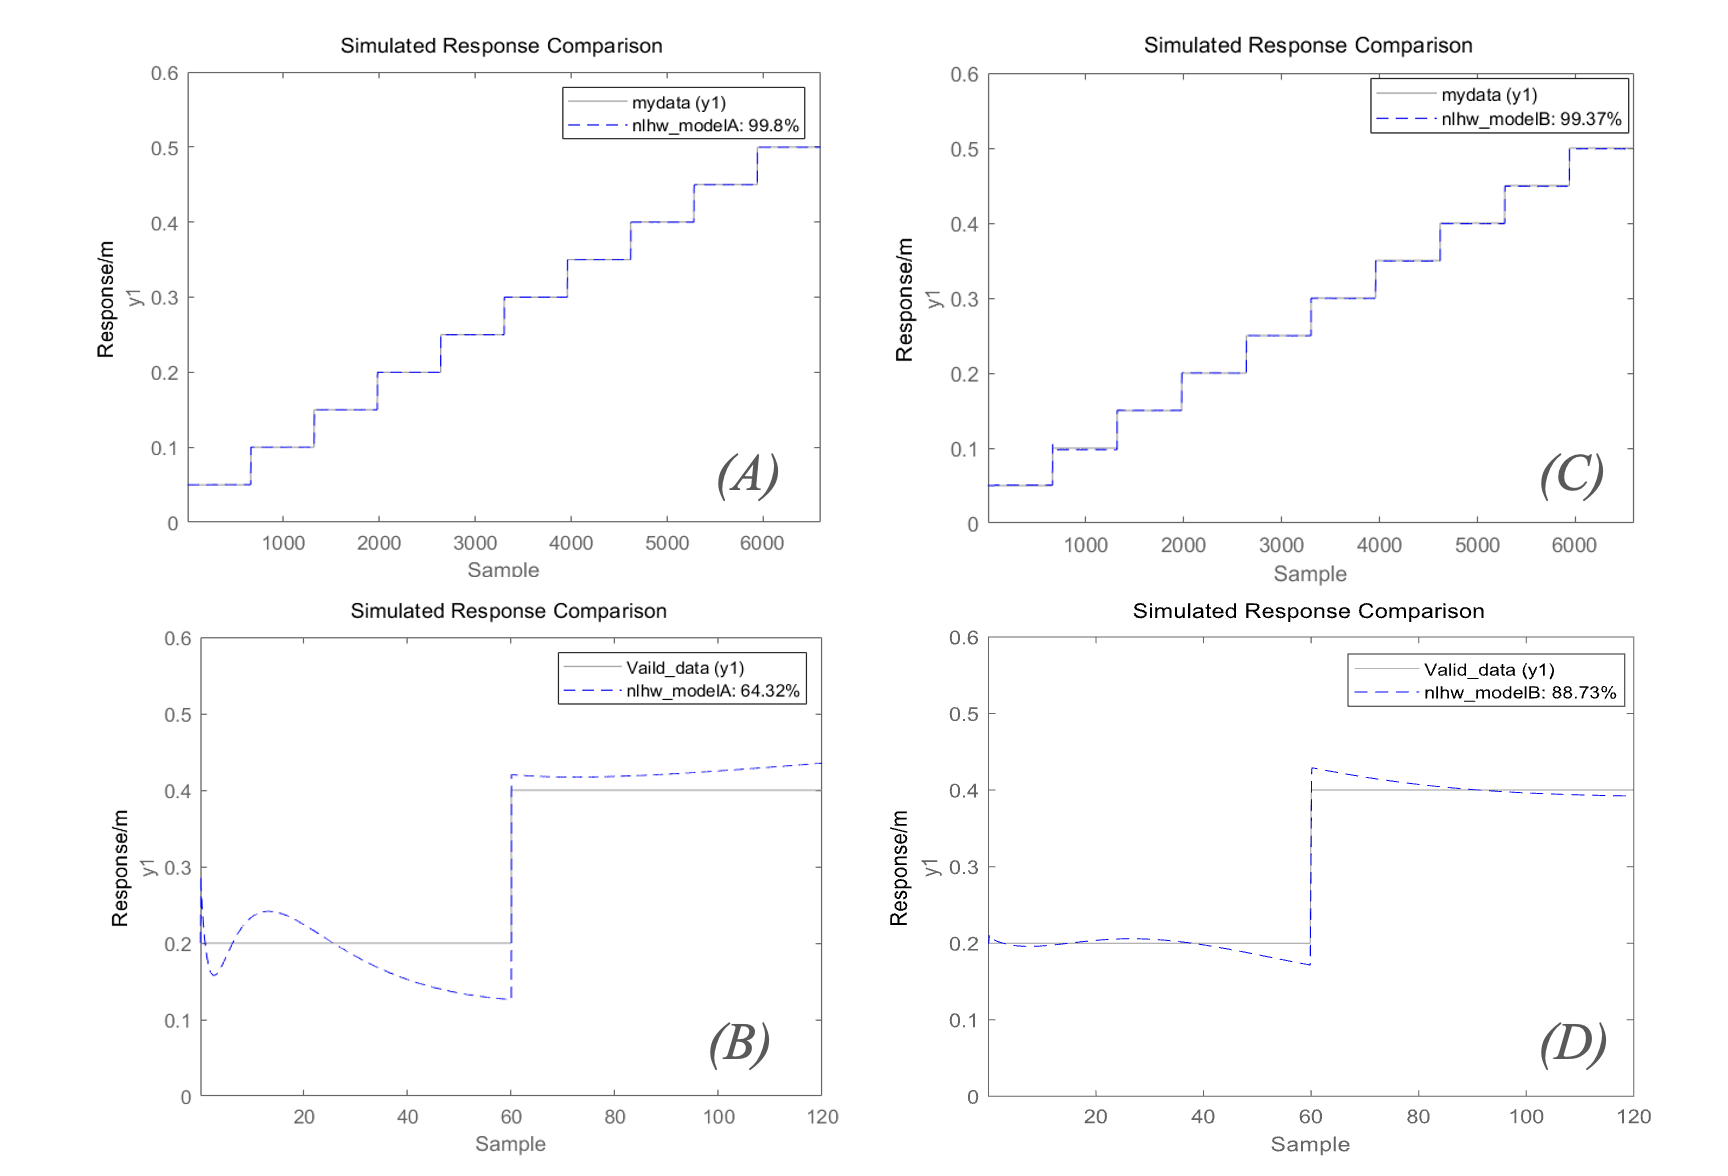 Simulated Response Comparison
mydata (y1)
nlhw_modelA: 99.8%
0.6
0.5
0.4
0.3
0.2
0.1
0
Response/m
y1
1000 2000 3000 4000 5000 6000
Sample
(A)
Simulated Response Comparison
mydata (y1)
nlhw_modelB: 99.37%
0.6
0.5
0.4
0.3
0.2
0.1
0
Response/m
y1
1000 2000 3000 4000 5000 6000
Sample
(C)
Simulated Response Comparison
Vaild_data (y1)
nlhw_modelA: 64.32%
0.6
0.5
0.4
0.3
0.2
0.1
0
Response/m
y1
20 40 60 80 100 120
Sample
(B)
Simulated Response Comparison
Valid_data (y1)
nlhw_modelB: 88.73%
0.6
0.5
0.4
0.3
0.2
0.1
0
Response/m
y1
20 40 60 80 100 120
Sample
(D)